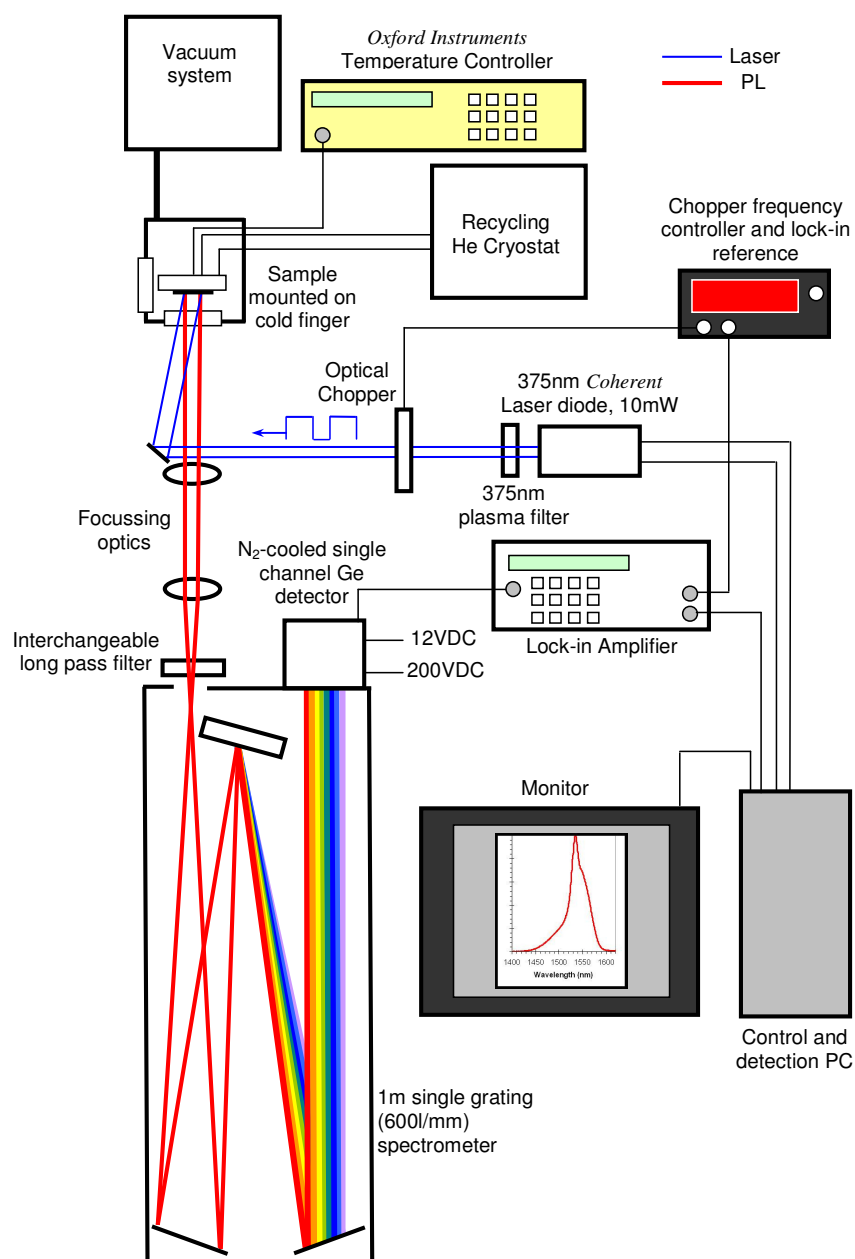 Vacuum
system
Oxford Instruments
Temperature Controller
Laser
PL
Recycling
He Cryostat
Chopper frequency
controller and lock-in
reference
Sample
mounted on
cold finger
Optical
Chopper
375nm Coherent
Laser diode, 10mW
375nm
plasma filter
Focussing
optics
N₂-cooled single
channel Ge
detector
Interchangeable
long pass filter
12VDC
200VDC
Lock-in Amplifier
Monitor
1400 1450 1500 1550 1600
Wavelength (nm)
Control and
detection PC
1m single grating
(600l/mm)
spectrometer